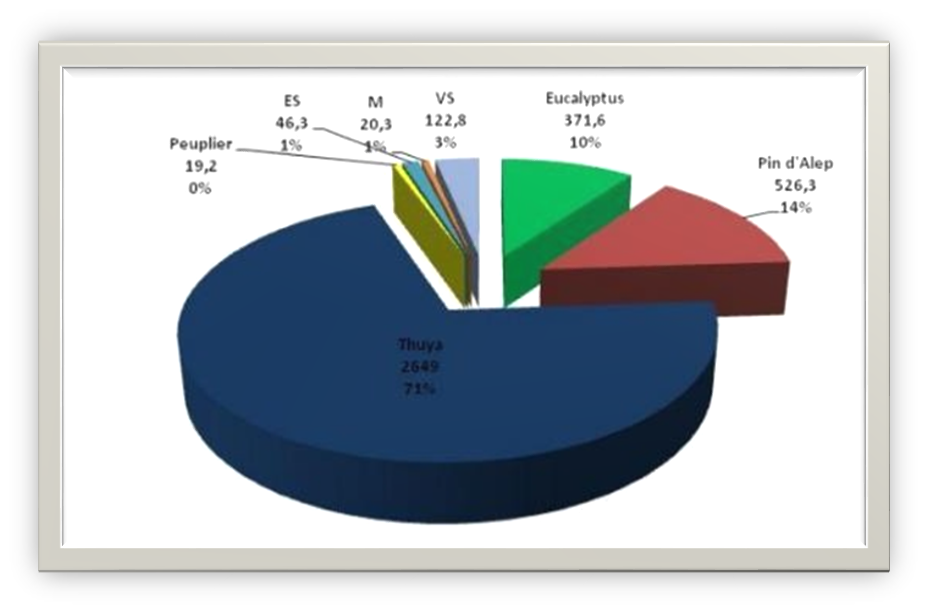 ES
46,3
1%
M
20,3
1%
VS
122,8
3%
Eucalyptus
371,6
10%
Peuplier
19,2
0%
Pin d'Alep
526,3
14%
Thuya
2649
71%